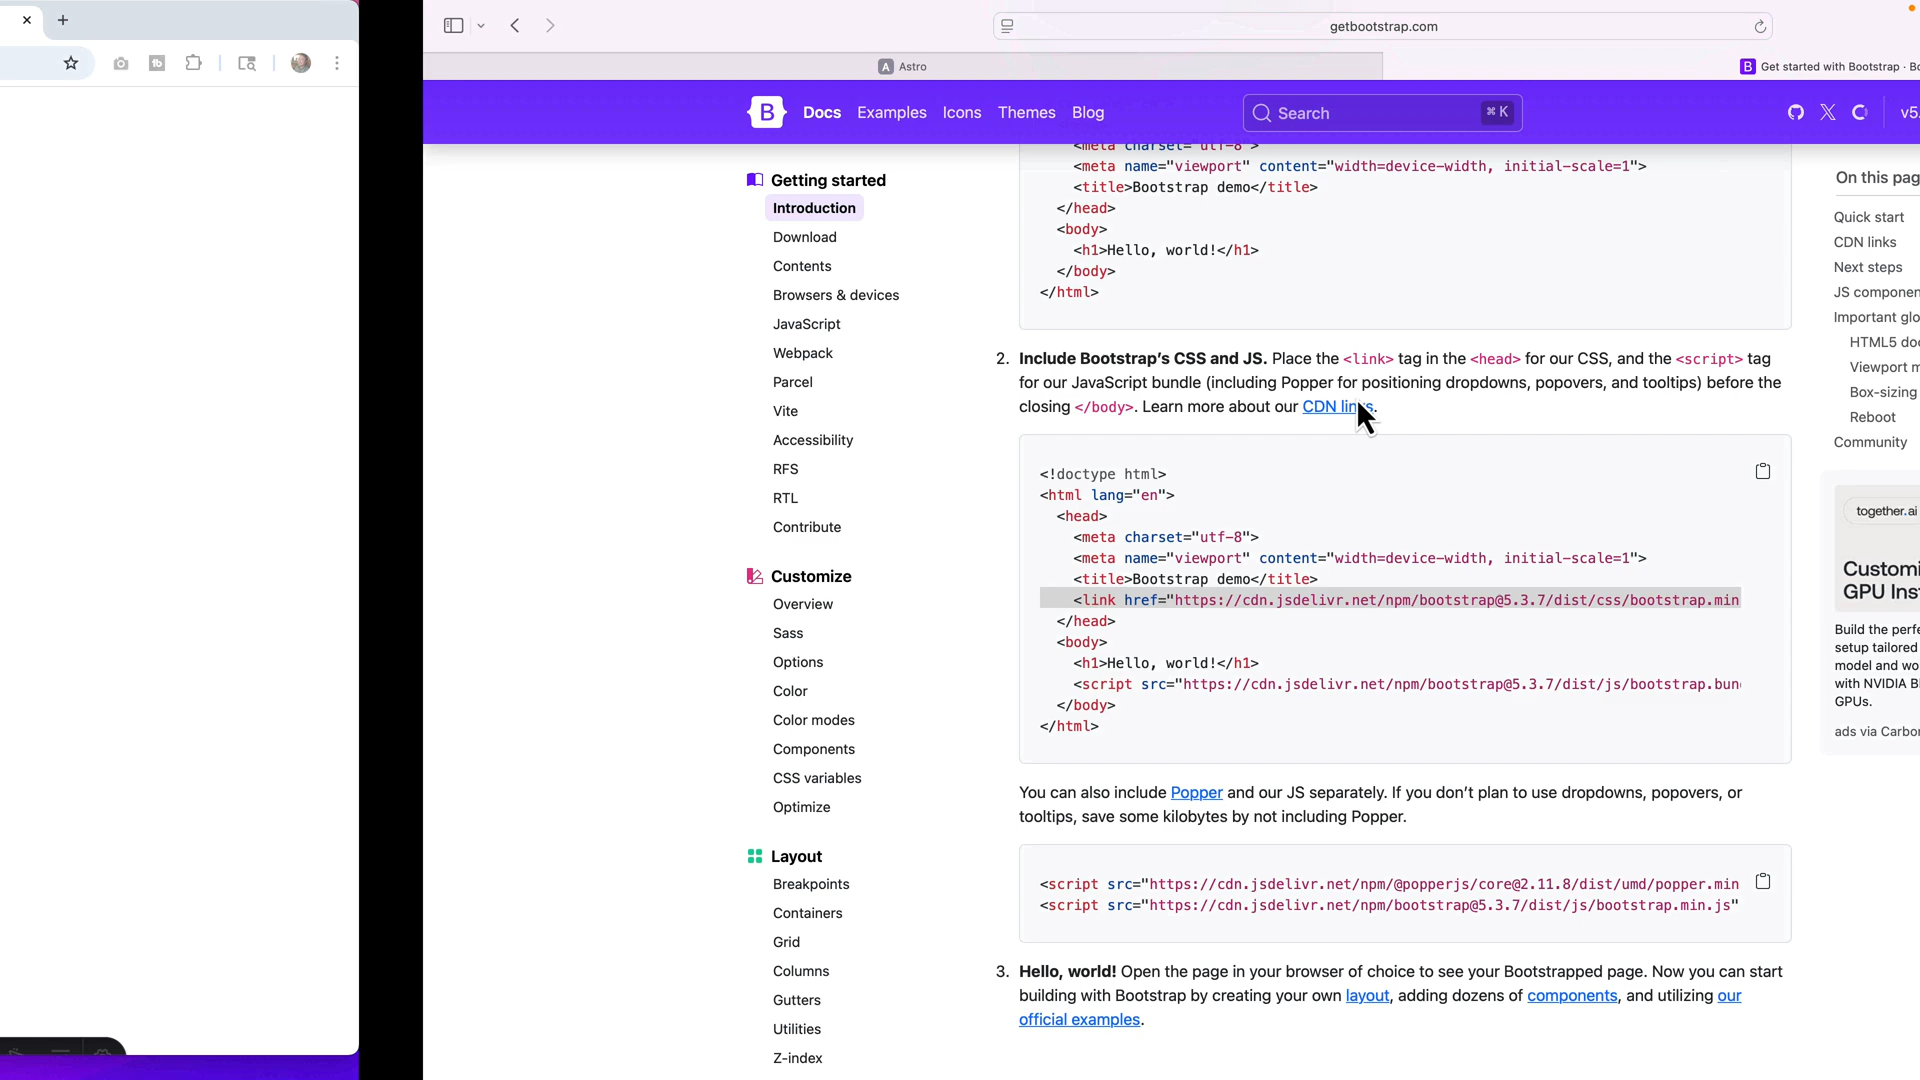 getbootstrap.com
A Astro
B Get started with Bootstrap · Bo
B Docs Examples Icons Themes Blog
Search ⌘ K
v5.
Getting started
Introduction
Download
Contents
Browsers & devices
JavaScript
Webpack
Parcel
Vite
Accessibility
RFS
RTL
Contribute
Customize
Overview
Sass
Options
Color
Color modes
Components
CSS variables
Optimize
Layout
Breakpoints
Containers
Grid
Columns
Gutters
Utilities
Z-index
<meta charset="utf-8">
<meta name="viewport" content="width=device-width, initial-scale=1">
<title>Bootstrap demo</title>
</head>
<body>
<h1>Hello, world!</h1>
</body>
</html>
2. Include Bootstrap’s CSS and JS. Place the <link> tag in the <head> for our CSS, and the <script> tag
for our JavaScript bundle (including Popper for positioning dropdowns, popovers, and tooltips) before the
closing </body>. Learn more about our CDN links.
<!doctype html>
<html lang="en">
<head>
<meta charset="utf-8">
<meta name="viewport" content="width=device-width, initial-scale=1">
<title>Bootstrap demo</title>
<link href="https://cdn.jsdelivr.net/npm/bootstrap@5.3.7/dist/css/bootstrap.min
</head>
<body>
<h1>Hello, world!</h1>
<script src="https://cdn.jsdelivr.net/npm/bootstrap@5.3.7/dist/js/bootstrap.bun
</body>
</html>
You can also include Popper and our JS separately. If you don’t plan to use dropdowns, popovers, or
tooltips, save some kilobytes by not including Popper.
<script src="https://cdn.jsdelivr.net/npm/@popperjs/core@2.11.8/dist/umd/popper.min
<script src="https://cdn.jsdelivr.net/npm/bootstrap@5.3.7/dist/js/bootstrap.min.js"
3. Hello, world! Open the page in your browser of choice to see your Bootstrapped page. Now you can start
building with Bootstrap by creating your own layout, adding dozens of components, and utilizing our
official examples.
On this pag
Quick start
CDN links
Next steps
JS componen
Important glo
HTML5 doc
Viewport m
Box-sizing
Reboot
Community
together.ai
Customi
GPU Ins
Build the perfe
setup tailored
model and wo
with NVIDIA B
GPUs.
ads via Carbon